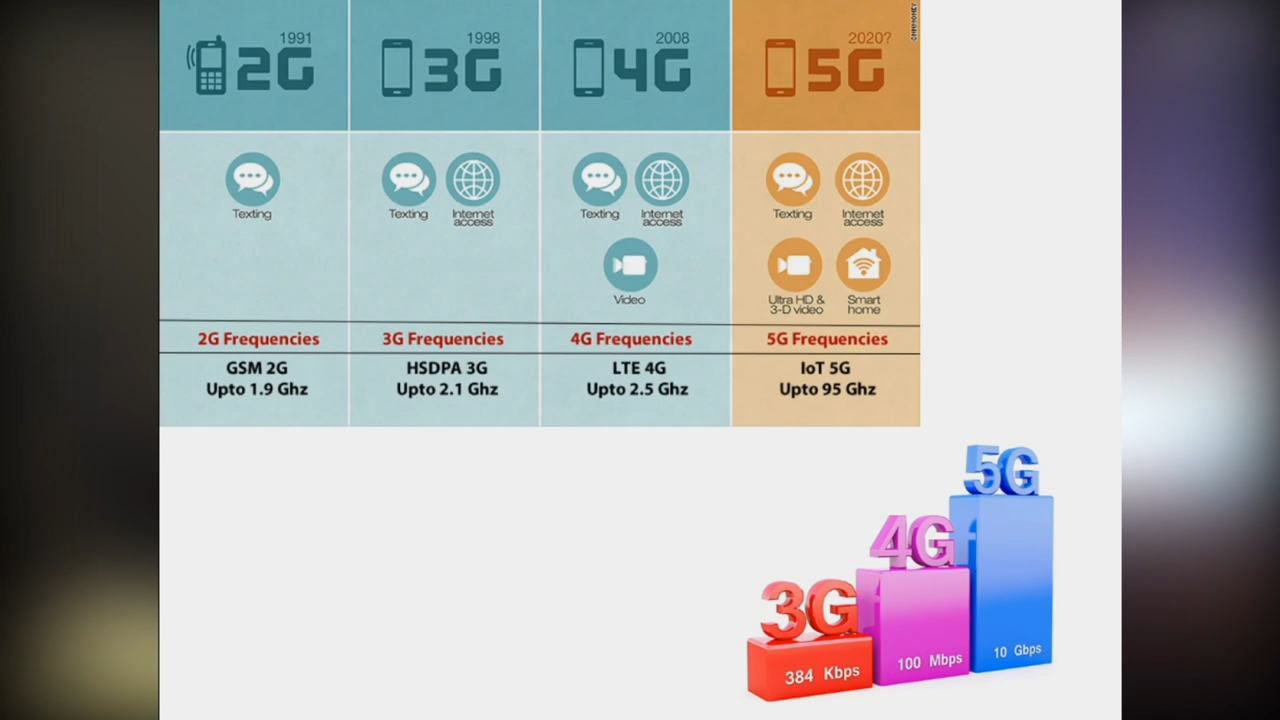 1991
2G
1998
3G
2008
4G
2020?
5G
CNNMONEY
Texting
Texting
Internet
access
Texting
Internet
access
Video
Texting
Internet
access
Ultra HD &
3-D video
Smart
home
2G Frequencies
3G Frequencies
4G Frequencies
5G Frequencies
GSM 2G
Upto 1.9 Ghz
HSDPA 3G
Upto 2.1 Ghz
LTE 4G
Upto 2.5 Ghz
IoT 5G
Upto 95 Ghz
5G
4G
3G
10 Gbps
100 Mbps
384 Kbps